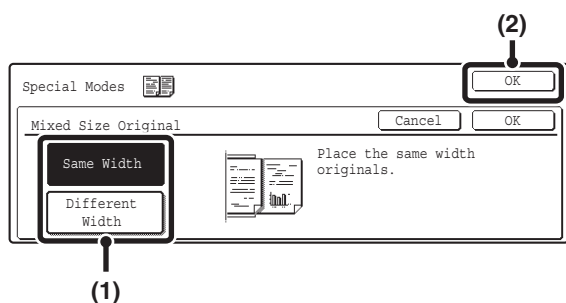 (2)
Special Modes
OK
Mixed Size Original
Cancel
OK
Same Width
Place the same width
originals.
Different
Width
(1)